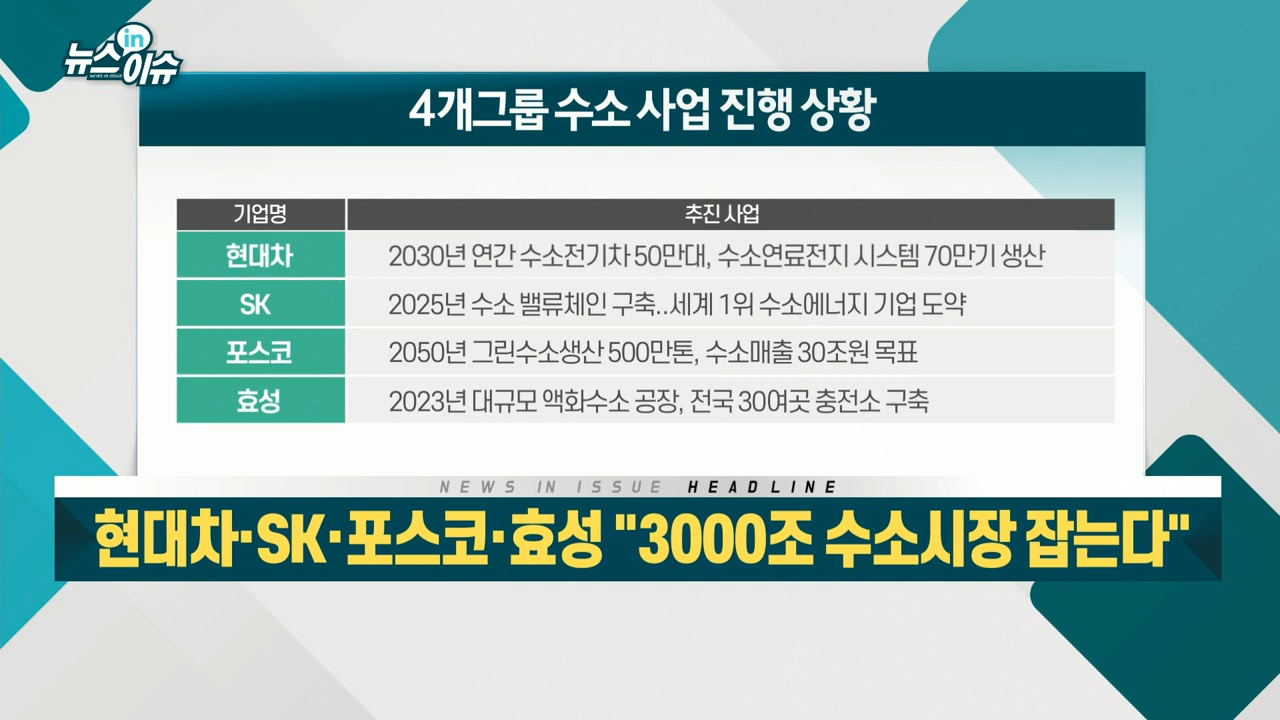 뉴스in이슈
NEWS IN ISSUE
4개그룹 수소 사업 진행 상황
기업명 추진 사업
현대차 2030년 연간 수소전기차 50만대, 수소연료전지 시스템 70만기 생산
SK 2025년 수소 밸류체인 구축..세계 1위 수소에너지 기업 도약
포스코 2050년 그린수소생산 500만톤, 수소매출 30조원 목표
효성 2023년 대규모 액화수소 공장, 전국 30여곳 충전소 구축
NEWS IN ISSUE HEADLINE
현대차·SK·포스코·효성 "3000조 수소시장 잡는다"